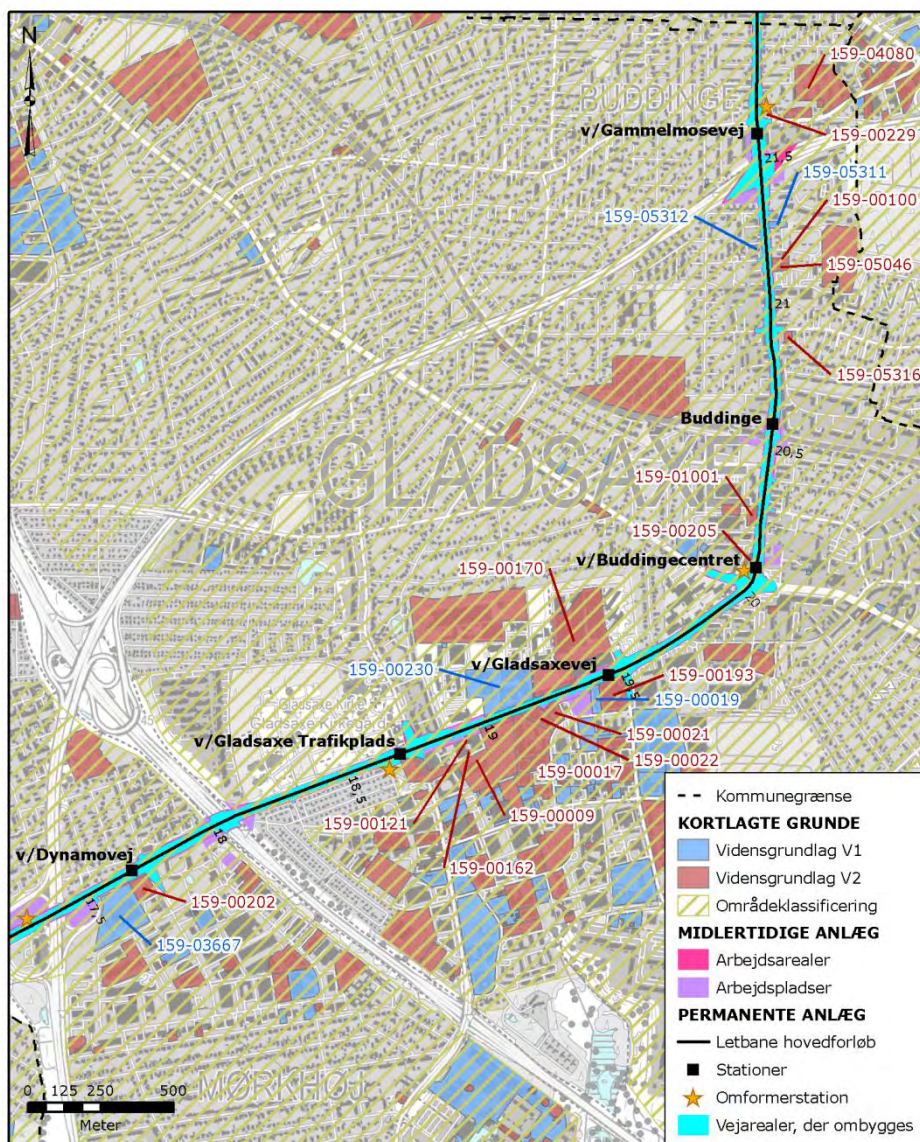 N
159-04080
BUDDINGE
159-00229
v/Gammelmosevej
21,5
159-05311
159-00100
159-05312
159-05046
VA
21
159-05316
Buddinge
20,5
GLADSAXE
159-01001
159-00205
v/Buddingecentret
20
159-00170
v/Gladsaxevej
159-00230
159-00193
19,5
159-00019
19
159-00021
v/Gladsaxe Trafikplads
159-00022
159-00017
18,5
159-00121
159-00009
159-00162
18
v/Dynamovej
159-00202
17,5
159-03667
MØRKHØJ
0 125 250 500
Meter
Kommunegrænse
KORTLAGTE GRUNDE
Vidensgrundlag V1
Vidensgrundlag V2
Områdeklassificering
MIDLERTIDIGE ANLÆG
Arbejdsarealer
Arbejdspladser
PERMANENTE ANLÆG
Letbane hovedforløb
Stationer
Omformerstation
Vejarealer, der ombygges